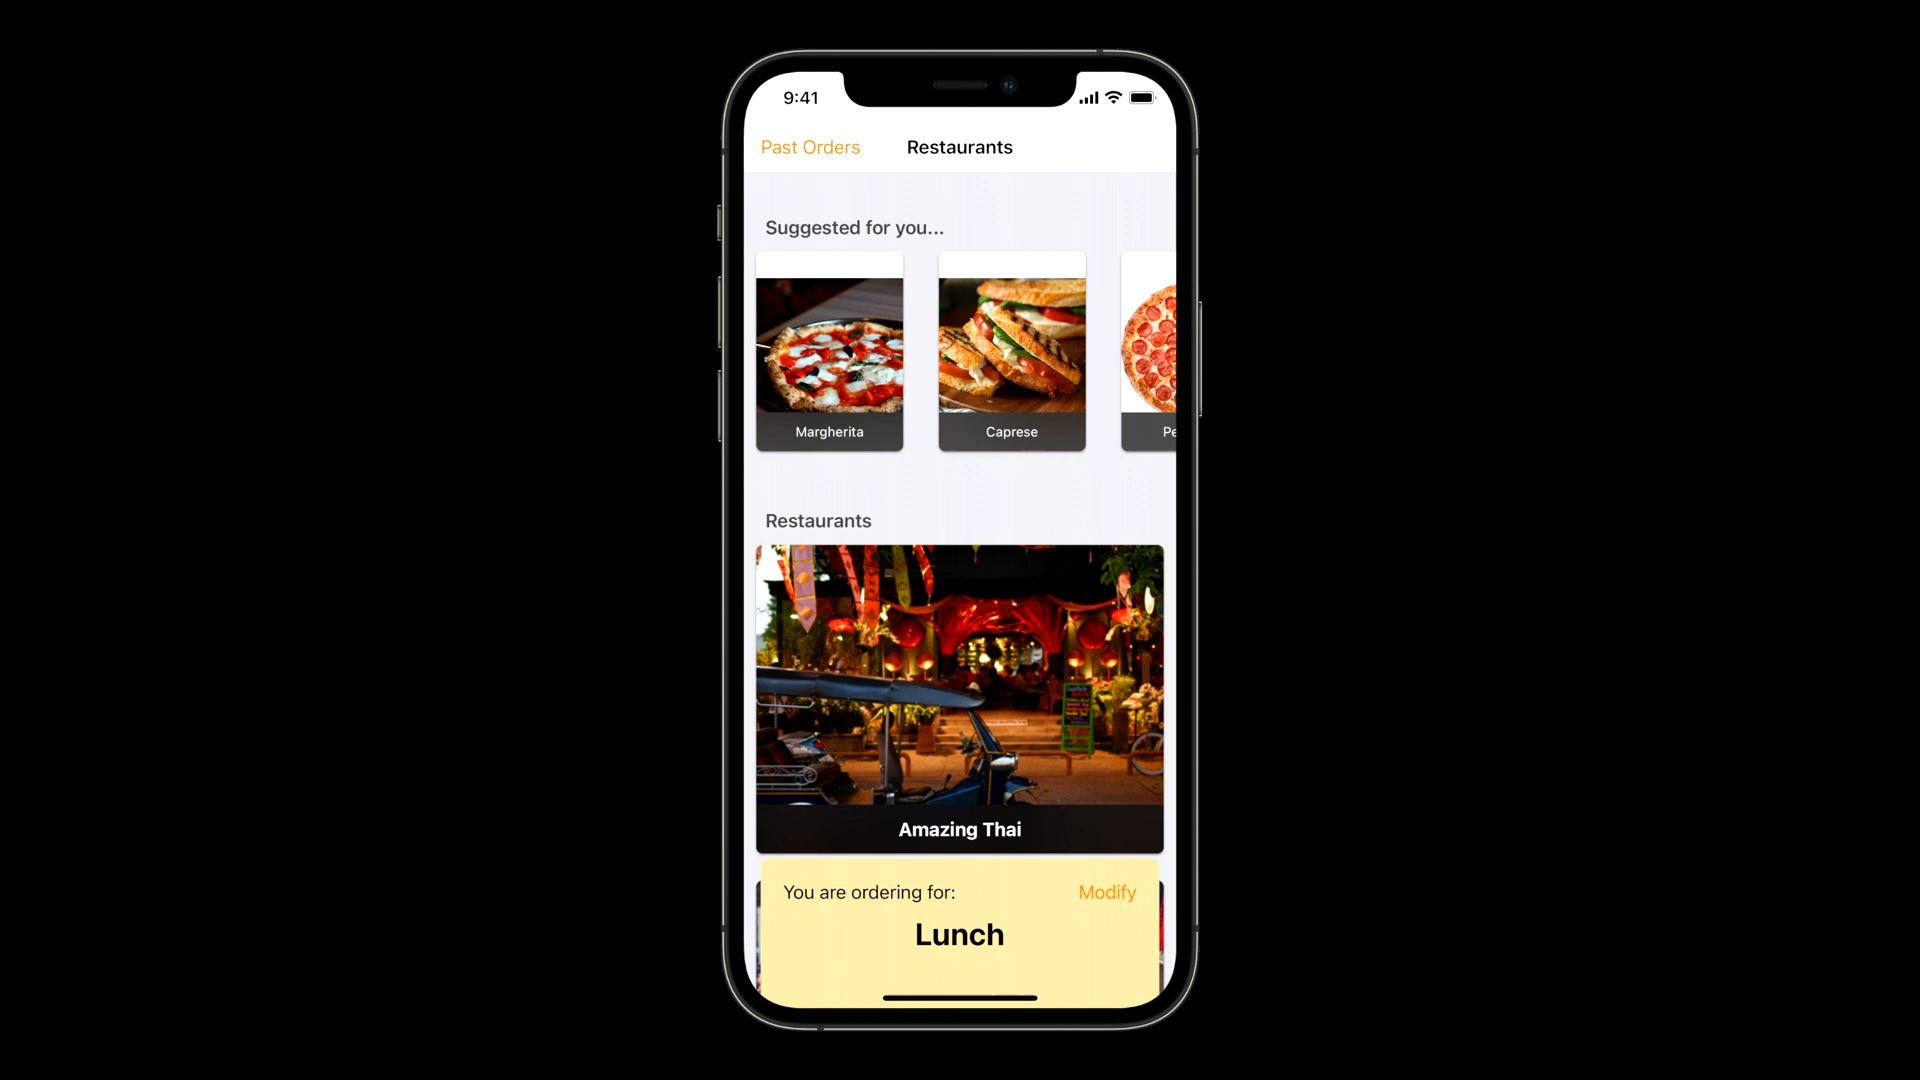 9:41
Past Orders
Restaurants
Suggested for you...
Margherita
Caprese
Pe
Restaurants
Amazing Thai
You are ordering for:
Modify
Lunch